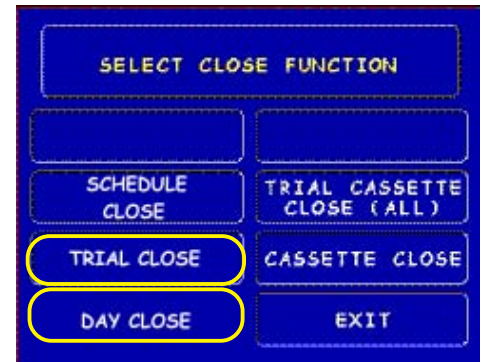 SELECT CLOSE FUNCTION
SCHEDULE
CLOSE
TRIAL CASSETTE
CLOSE (ALL)
TRIAL CLOSE
CASSETTE CLOSE
DAY CLOSE
EXIT